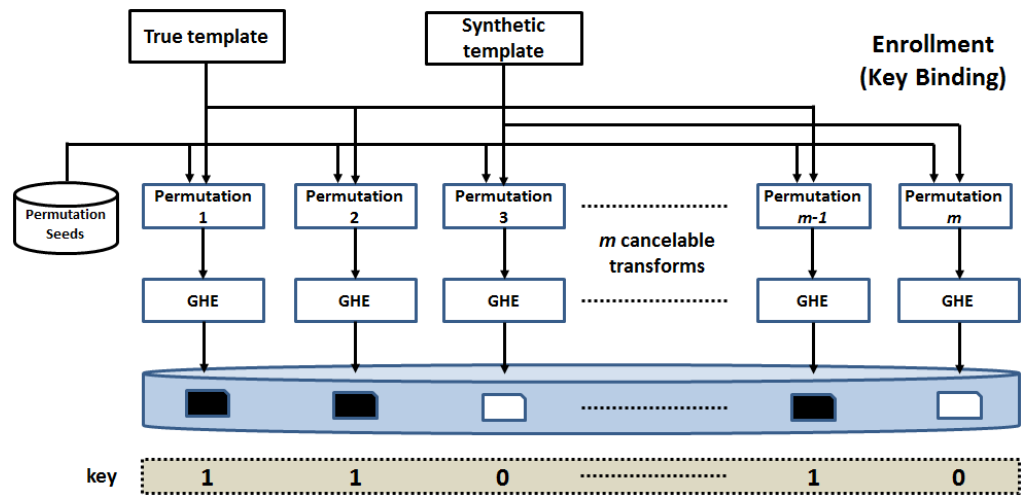 True template
Synthetic
template
Enrollment
(Key Binding)
Permutation
Seeds
Permutation
1
Permutation
2
Permutation
3
Permutation
m-1
Permutation
m
m cancelable
transforms
GHE
GHE
GHE
GHE
GHE
key
1
1
0
1
0